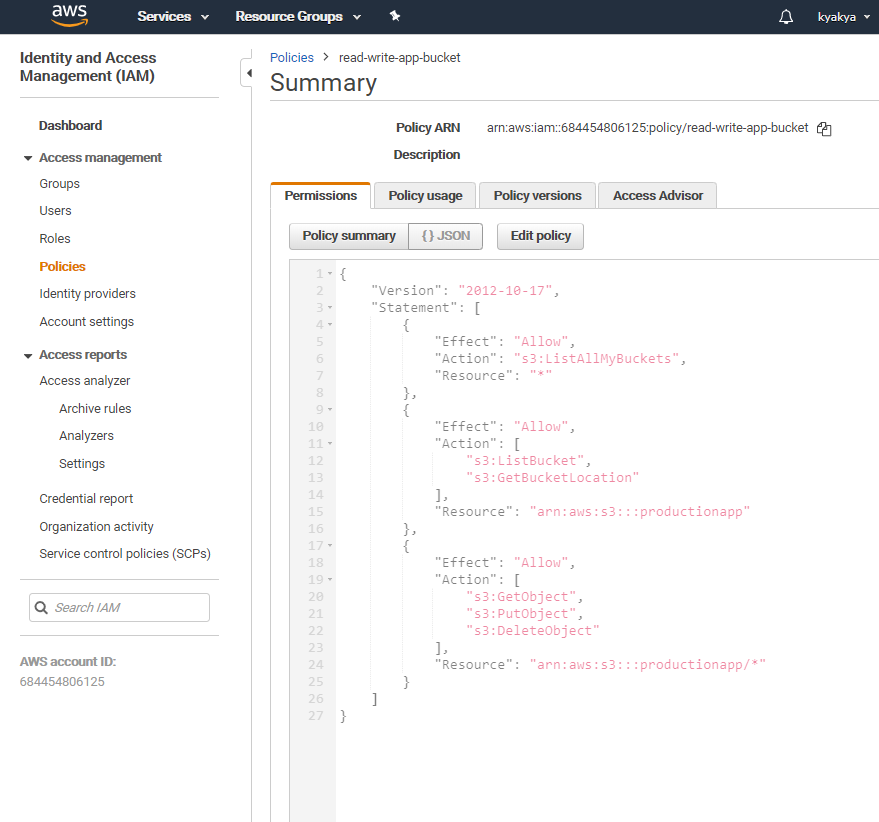 aws Services Resource Groups kyakya
Identity and Access
Management (IAM)
Dashboard
Access management
Groups
Users
Roles
Policies
Identity providers
Account settings
Access reports
Access analyzer
Archive rules
Analyzers
Settings
Credential report
Organization activity
Service control policies (SCPs)
Search IAM
AWS account ID:
684454806125
Policies > read-write-app-bucket
Summary
Policy ARN arn:aws:iam::684454806125:policy/read-write-app-bucket
Description
Permissions Policy usage Policy versions Access Advisor
Policy summary { } JSON Edit policy
1 {
2     "Version": "2012-10-17",
3     "Statement": [
4         {
5             "Effect": "Allow",
6             "Action": "s3:ListAllMyBuckets",
7             "Resource": "*"
8         },
9         {
10             "Effect": "Allow",
11             "Action": [
12                 "s3:ListBucket",
13                 "s3:GetBucketLocation"
14             ],
15             "Resource": "arn:aws:s3:::productionapp"
16         },
17         {
18             "Effect": "Allow",
19             "Action": [
20                 "s3:GetObject",
21                 "s3:PutObject",
22                 "s3:DeleteObject"
23             ],
24             "Resource": "arn:aws:s3:::productionapp/*"
25         }
26     ]
27 }